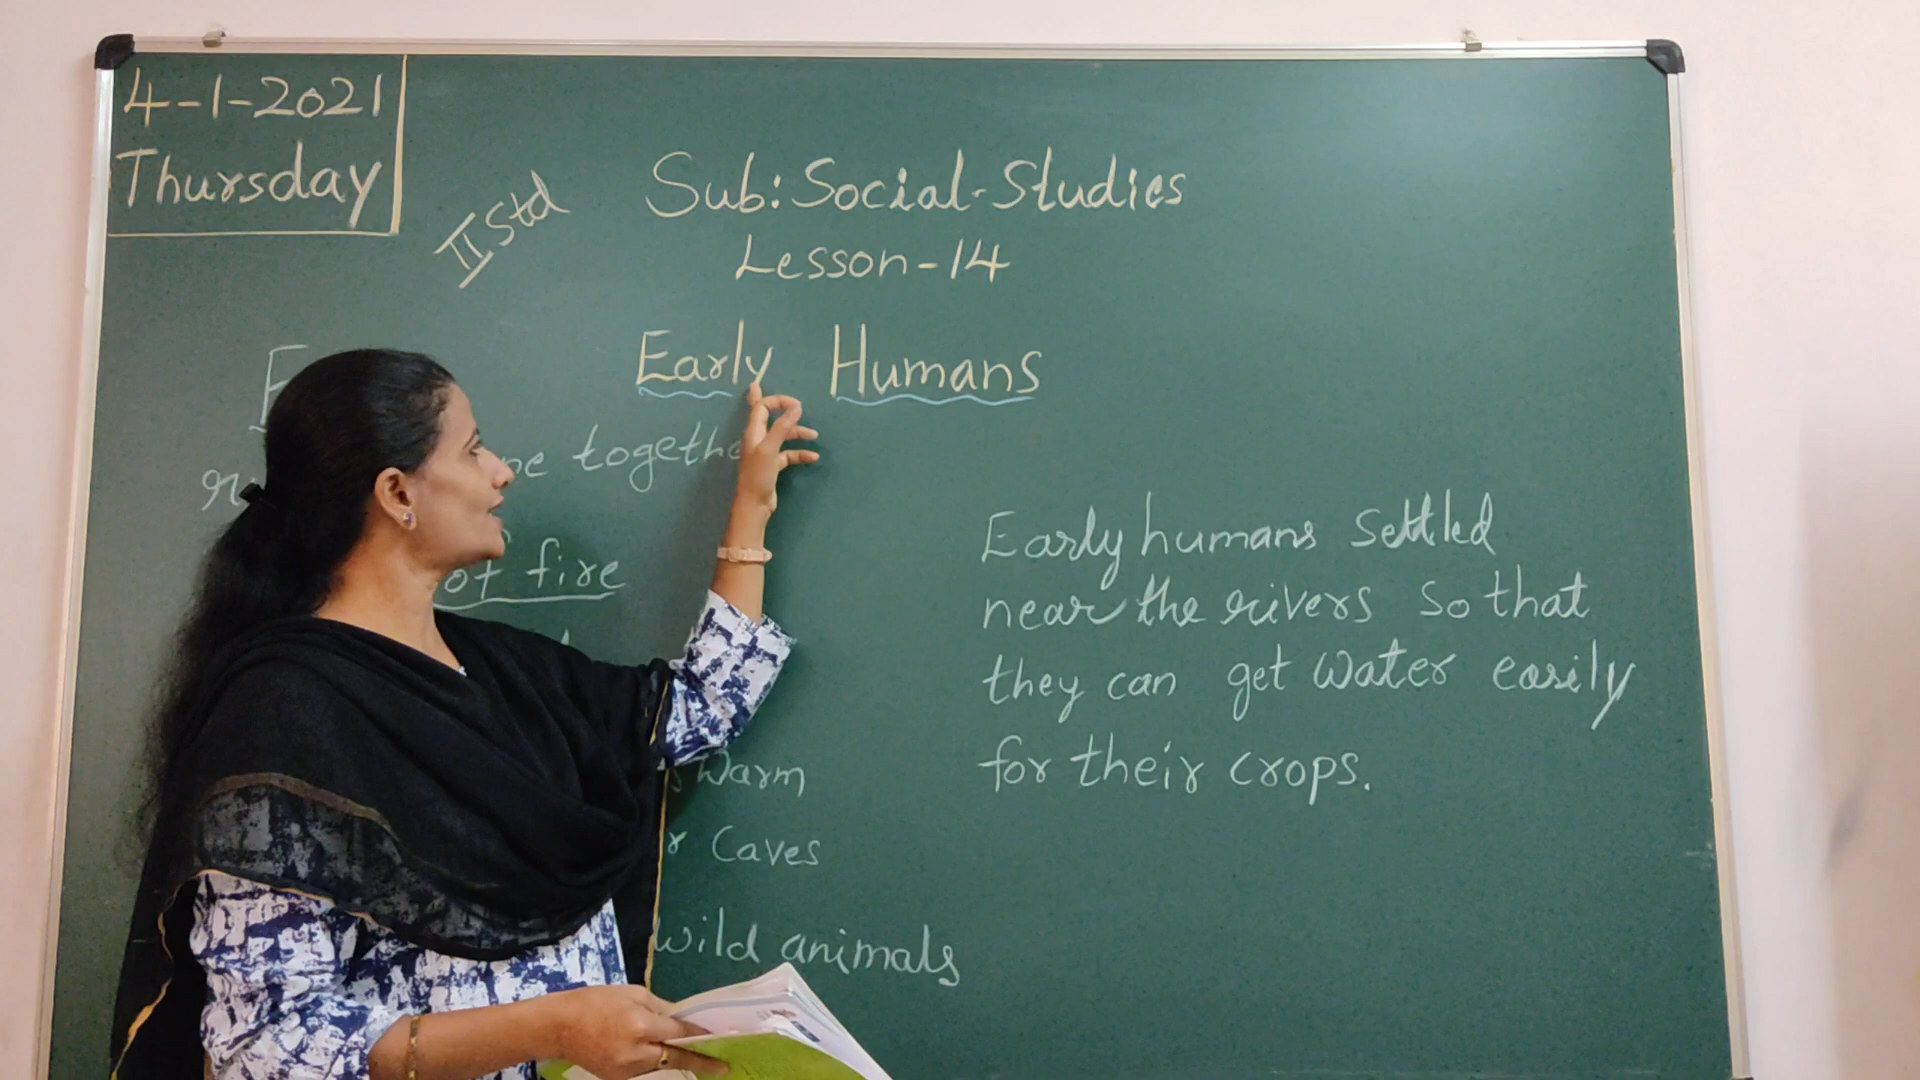 4-1-2021
Thursday
II Std
Sub: Social-Studies
Lesson-14
Early Humans
together
of fire
warm
Caves
wild animals
Early humans settled
near the rivers so that
they can get water easily
for their crops.